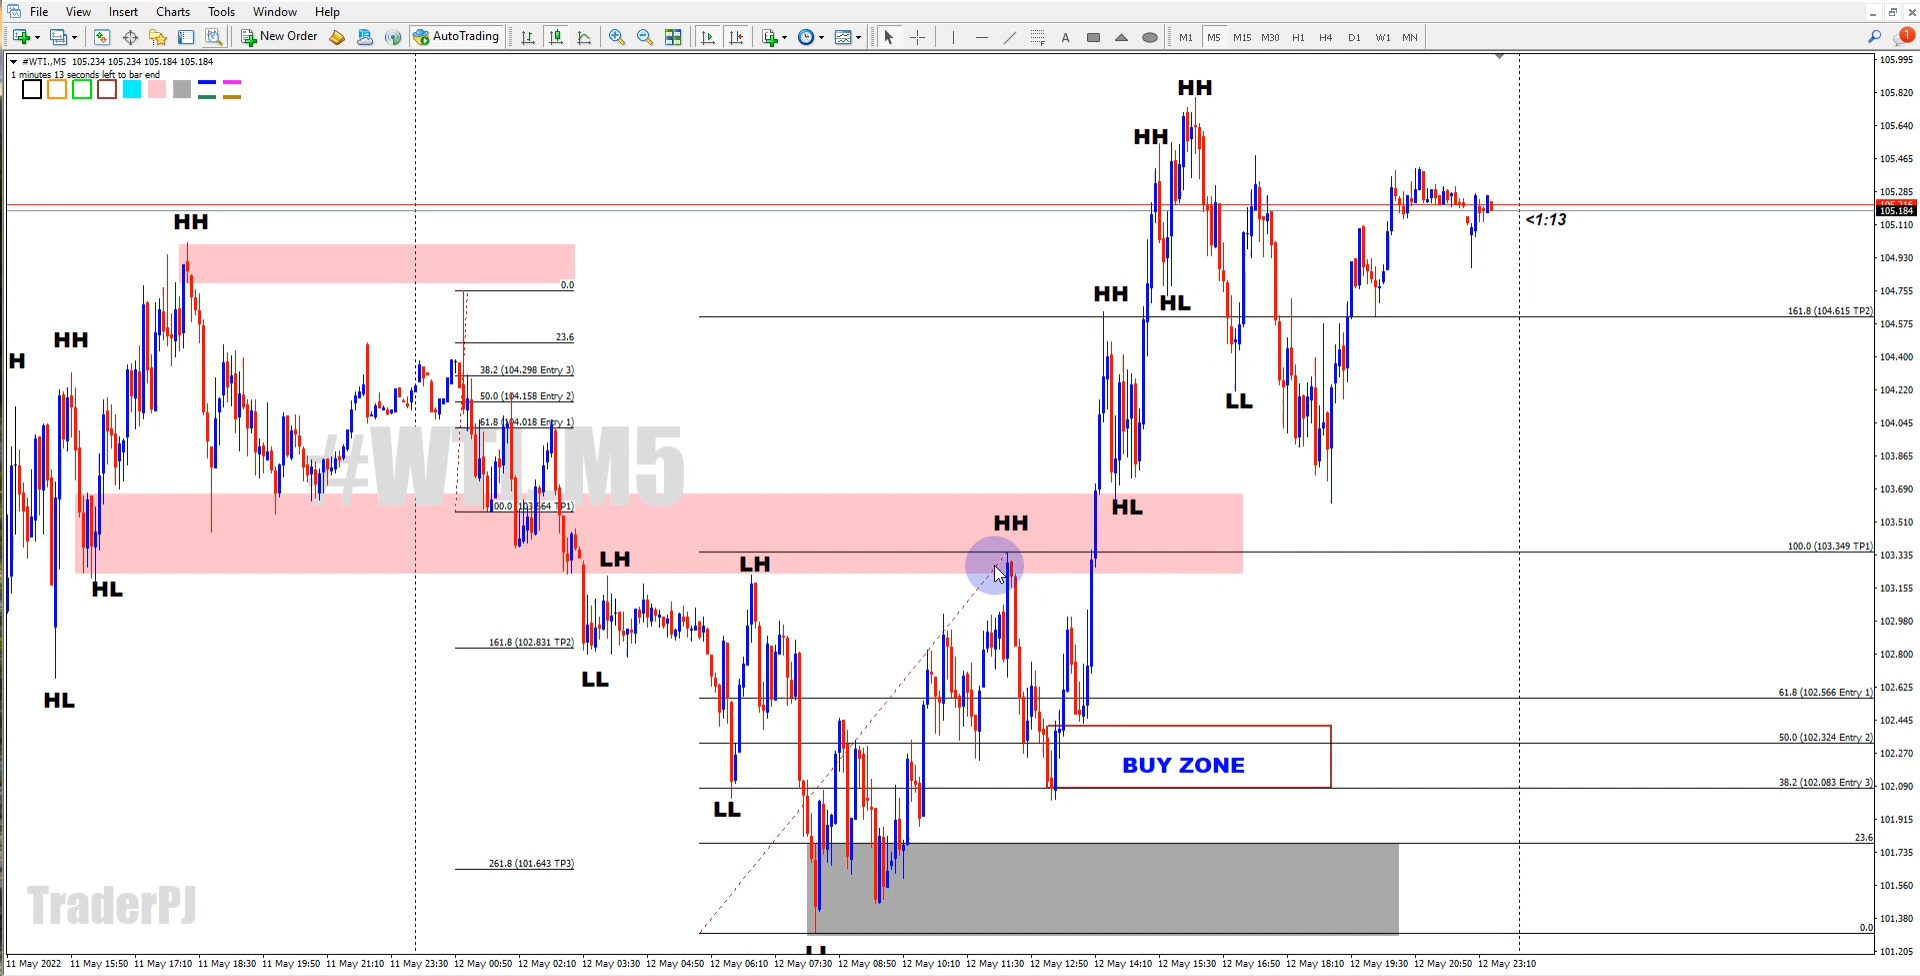 File View Insert Charts Tools Window Help
New Order AutoTrading A M1 M5 M15 M30 H1 H4 D1 W1 MN 1
#WTI.,M5 105.234 105.234 105.184 105.184
1 minutes 13 seconds left to bar end
105.995
HH
105.820
HH
105.640
105.465
105.285
105.184
<1:13
HH
105.110
104.930
0.0
HH
104.755
HL
161.8 (104.615 TP2)
104.575
23.6
HH
H
104.400
38.2 (104.298 Entry 3)
104.220
50.0 (104.158 Entry 2)
LL
61.8 (104.018 Entry 1)
104.045
#WTI.,M5
103.865
103.690
100.0 (103.564 TP1)
HL
103.510
HH
100.0 (103.349 TP1)
103.335
LH
LH
HL
103.155
102.980
161.8 (102.831 TP2)
102.800
LL
61.8 (102.566 Entry 1)
102.625
HL
102.445
50.0 (102.324 Entry 2)
102.270
BUY ZONE
38.2 (102.083 Entry 3)
102.090
LL
101.915
23.6
101.735
261.8 (101.643 TP3)
101.560
TraderPJ
101.380
0.0
LL
101.205
11 May 2022 11 May 15:50 11 May 17:10 11 May 18:30 11 May 19:50 11 May 21:10 11 May 23:30 12 May 00:50 12 May 02:10 12 May 03:30 12 May 04:50 12 May 06:10 12 May 07:30 12 May 08:50 12 May 10:10 12 May 11:30 12 May 12:50 12 May 14:10 12 May 15:30 12 May 16:50 12 May 18:10 12 May 19:30 12 May 20:50 12 May 23:10